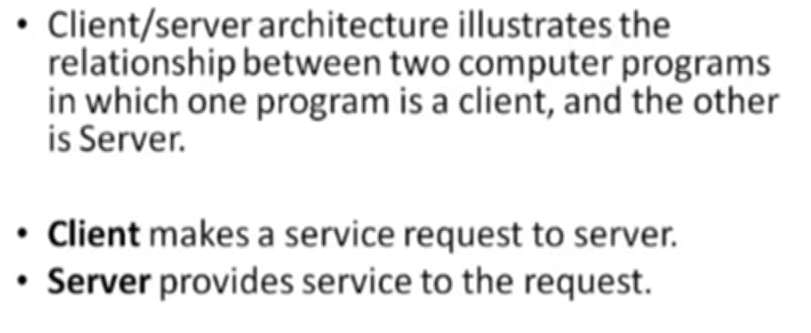 • Client/server architecture illustrates the
relationship between two computer programs
in which one program is a client, and the other
is Server.
• Client makes a service request to server.
• Server provides service to the request.